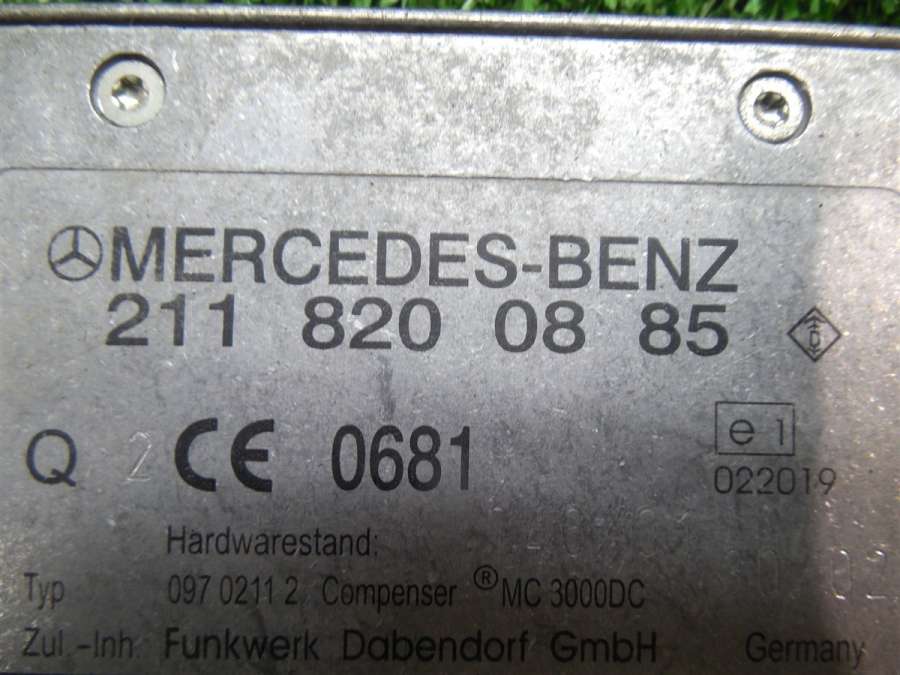 MERCEDES-BENZ
211 820 08 85
Q 2 CE 0681 e1
022019
Hardwarestand:
Typ 097 0211 2 Compenser ® MC 3000DC
Zul.-Inh. Funkwerk Dabendorf GmbH Germany